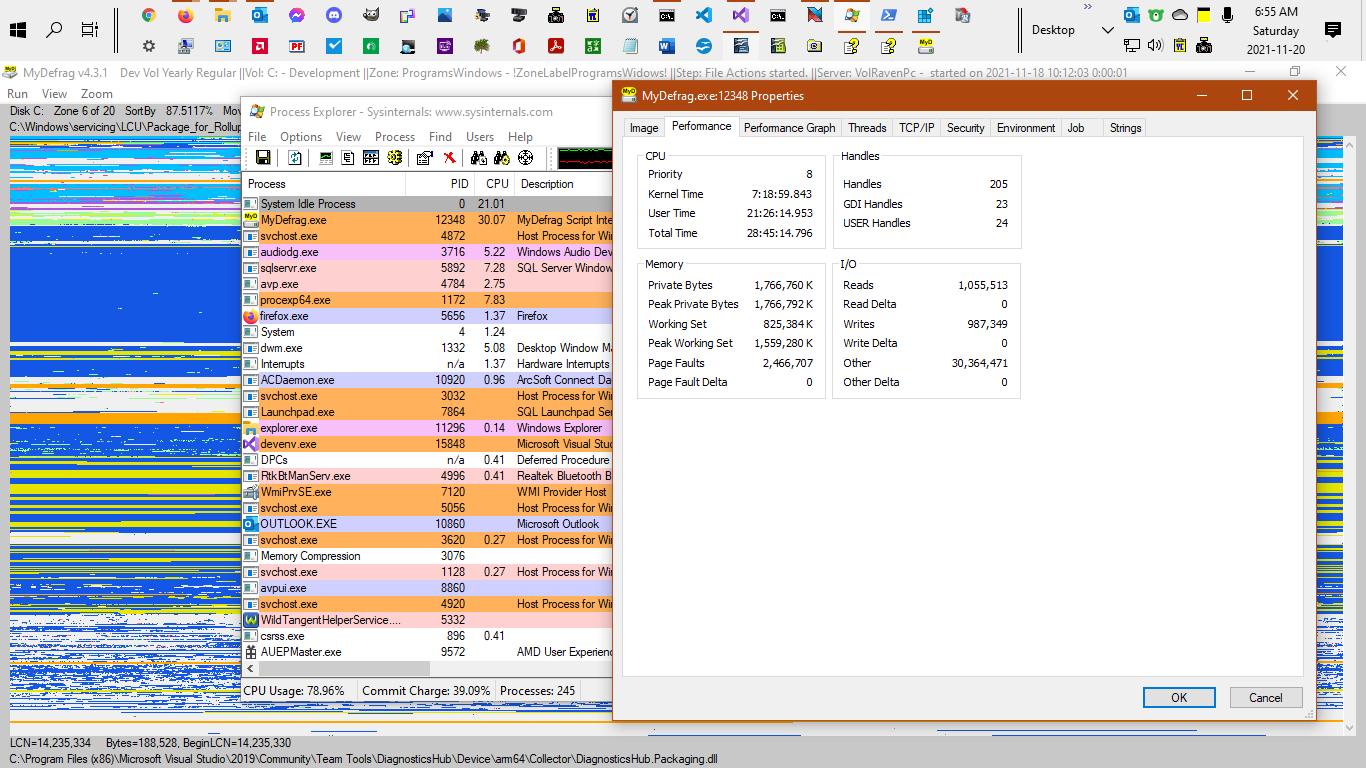 Desktop
»
6:55 AM
Saturday
2021-11-20
MyDefrag v4.3.1 Dev Vol Yearly Regular ||Vol: C: - Development ||Zone: ProgramsWindows - !ZoneLabelProgramsWidows! ||Step: File Actions started. ||Server: VolRavenPc - started on 2021-11-18 10:12:03 0:00:01
Run View Zoom
Disk C: Zone 6 of 20 SortBy 87.5117% Mov
C:\Windows\servicing\LCU\Package_for_Rollup
Process Explorer - Sysinternals: www.sysinternals.com
File Options View Process Find Users Help
Process PID CPU Description
System Idle Process 0 21.01
MyDefrag.exe 12348 30.07 MyDefrag Script Inte
svchost.exe 4872 Host Process for Wi
audiodg.exe 3716 5.22 Windows Audio Dev
sqlservr.exe 5892 7.28 SQL Server Window
avp.exe 4784 2.75
procexp64.exe 1172 7.83
firefox.exe 5656 1.37 Firefox
System 4 1.24
dwm.exe 1332 5.08 Desktop Window Ma
Interrupts n/a 1.37 Hardware Interrupts
ACDaemon.exe 10920 0.96 ArcSoft Connect Da
svchost.exe 3032 Host Process for Wi
Launchpad.exe 7864 SQL Launchpad Ser
explorer.exe 11296 0.14 Windows Explorer
devenv.exe 15848 Microsoft Visual Stud
DPCs n/a 0.41 Deferred Procedure
RtkBtManServ.exe 4996 0.41 Realtek Bluetooth B
WmiPrvSE.exe 7120 WMI Provider Host
svchost.exe 5056 Host Process for Wi
OUTLOOK.EXE 10860 Microsoft Outlook
svchost.exe 3620 0.27 Host Process for Wi
Memory Compression 3076
svchost.exe 1128 0.27 Host Process for Wi
avpui.exe 8860
svchost.exe 4920 Host Process for Wi
WildTangentHelperService.... 5332
csrss.exe 896 0.41
AUEPMaster.exe 9572 AMD User Experienc
CPU Usage: 78.96% Commit Charge: 39.09% Processes: 245
MyDefrag.exe:12348 Properties
Image Performance Performance Graph Threads TCP/IP Security Environment Job Strings
CPU
Priority 8
Kernel Time 7:18:59.843
User Time 21:26:14.953
Total Time 28:45:14.796
Handles
Handles 205
GDI Handles 23
USER Handles 24
Memory
Private Bytes 1,766,760 K
Peak Private Bytes 1,766,792 K
Working Set 825,384 K
Peak Working Set 1,559,280 K
Page Faults 2,466,707
Page Fault Delta 0
I/O
Reads 1,055,513
Read Delta 0
Writes 987,349
Write Delta 0
Other 30,364,471
Other Delta 0
OK Cancel
LCN=14,235,334 Bytes=188,528, BeginLCN=14,235,330
C:\Program Files (x86)\Microsoft Visual Studio\2019\Community\Team Tools\DiagnosticsHub\Device\arm64\Collector\DiagnosticsHub.Packaging.dll